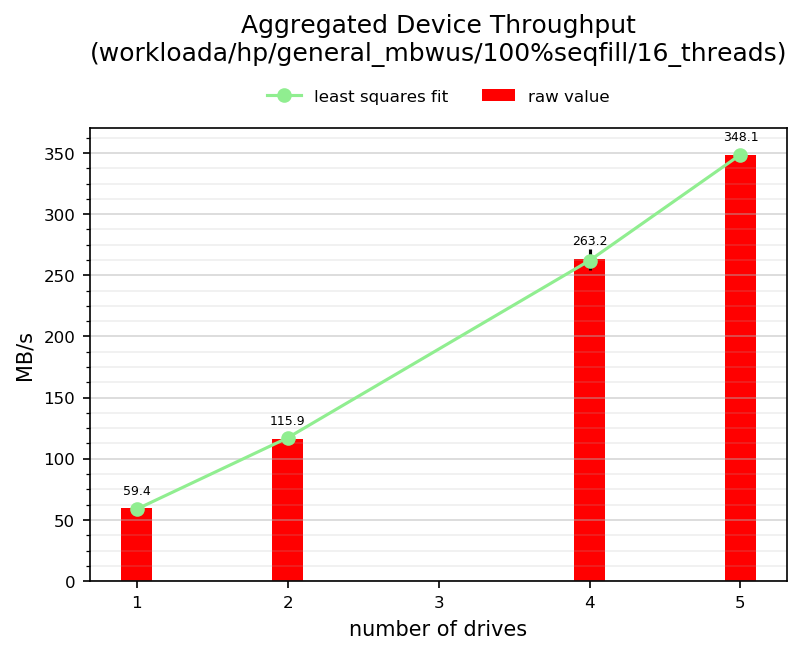 Aggregated Device Throughput
(workloada/hp/general_mbwus/100%seqfill/16_threads)
least squares fit
raw value
348.1
350
300
263.2
250
MB/s
200
150
115.9
100
59.4
50
0
1
2
3
4
5
number of drives